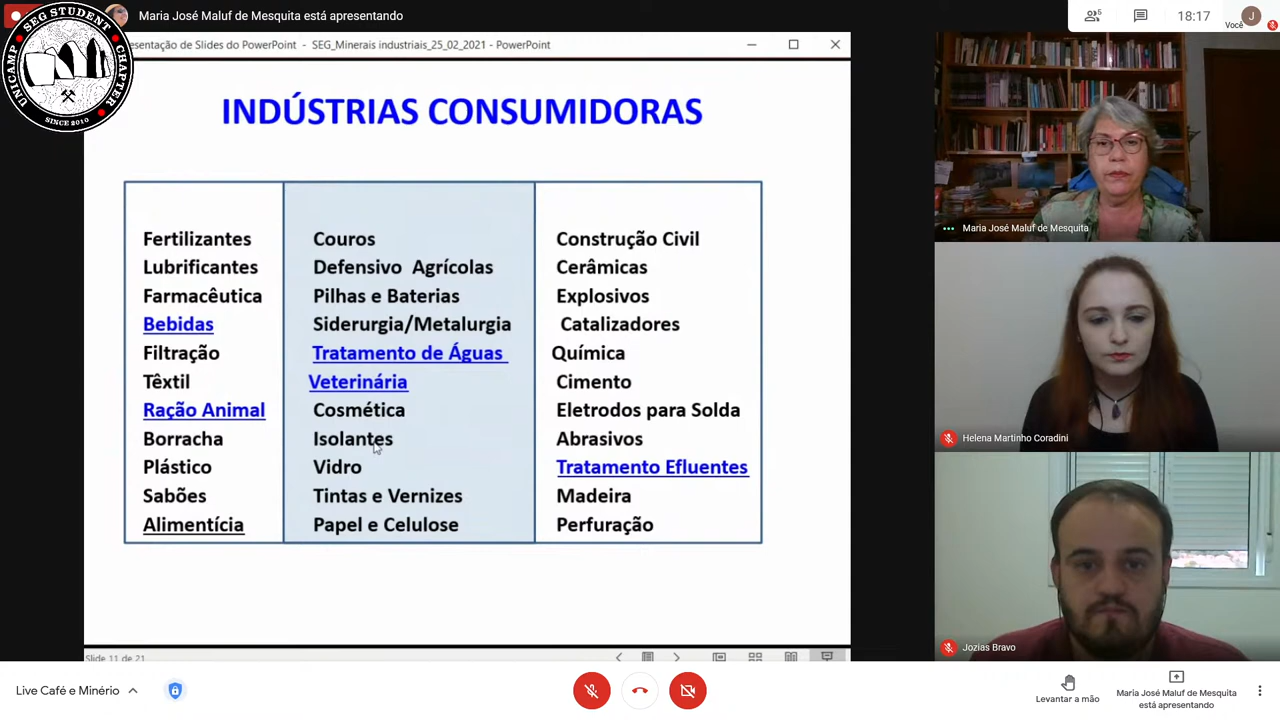 Maria José Maluf de Mesquita está apresentando
5
18:17
J
Você
SEG STUDENT
CHAPTER
UNICAMP
SINCE 2010
esentação de Slides do PowerPoint - SEG_Minerais industriais_25_02_2021 - PowerPoint
INDÚSTRIAS CONSUMIDORAS
Fertilizantes
Lubrificantes
Farmacêutica
Bebidas
Filtração
Têxtil
Ração Animal
Borracha
Plástico
Sabões
Alimentícia
Couros
Defensivo Agrícolas
Pilhas e Baterias
Siderurgia/Metalurgia
Tratamento de Águas
Veterinária
Cosmética
Isolantes
Vidro
Tintas e Vernizes
Papel e Celulose
Construção Civil
Cerâmicas
Explosivos
Catalizadores
Química
Cimento
Eletrodos para Solda
Abrasivos
Tratamento Efluentes
Madeira
Perfuração
Slide 11 de 21
Maria José Maluf de Mesquita
Helena Martinho Coradini
Jozias Bravo
Live Café e Minério
Levantar a mão
Maria José Maluf de Mesquita
está apresentando